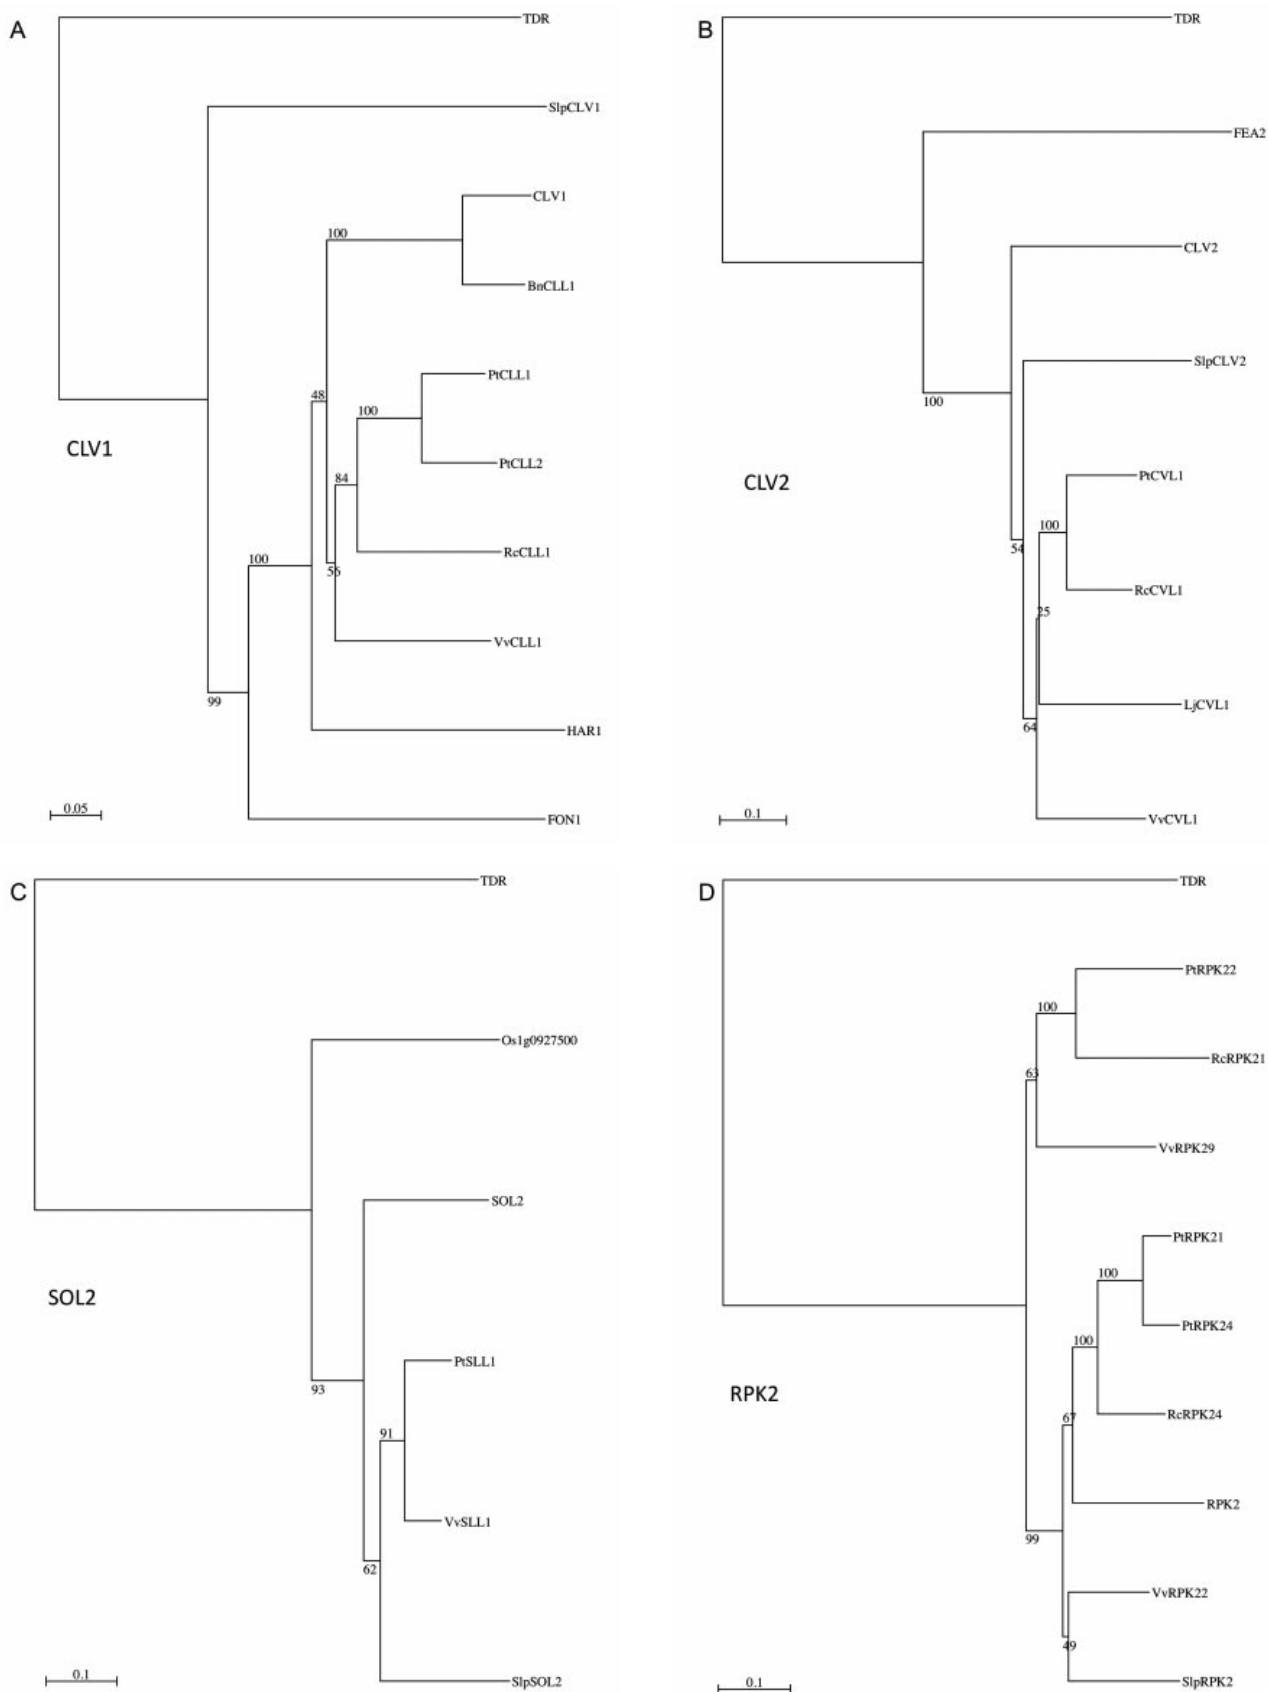 A
TDR
SlpCLV1
CLV1
100
BnCLL1
PtCLL1
48
100
CLV1
PtCLL2
84
RcCLL1
100
55
VvCLL1
99
HAR1
0.05
FON1
B
TDR
FEA2
CLV2
SlpCLV2
100
PtCVL1
CLV2
100
54
RcCVL1
25
LjCVL1
64
0.1
VvCVL1
C
TDR
Os1g0927500
SOL2
SOL2
PtSLL1
93
91
VvSLL1
62
0.1
SlpSOL2
D
TDR
PtRPK22
100
RcRPK21
63
VvRPK29
PtRPK21
100
PtRPK24
100
RPK2
RcRPK24
67
RPK2
99
VvRPK22
49
0.1
SlpRPK2